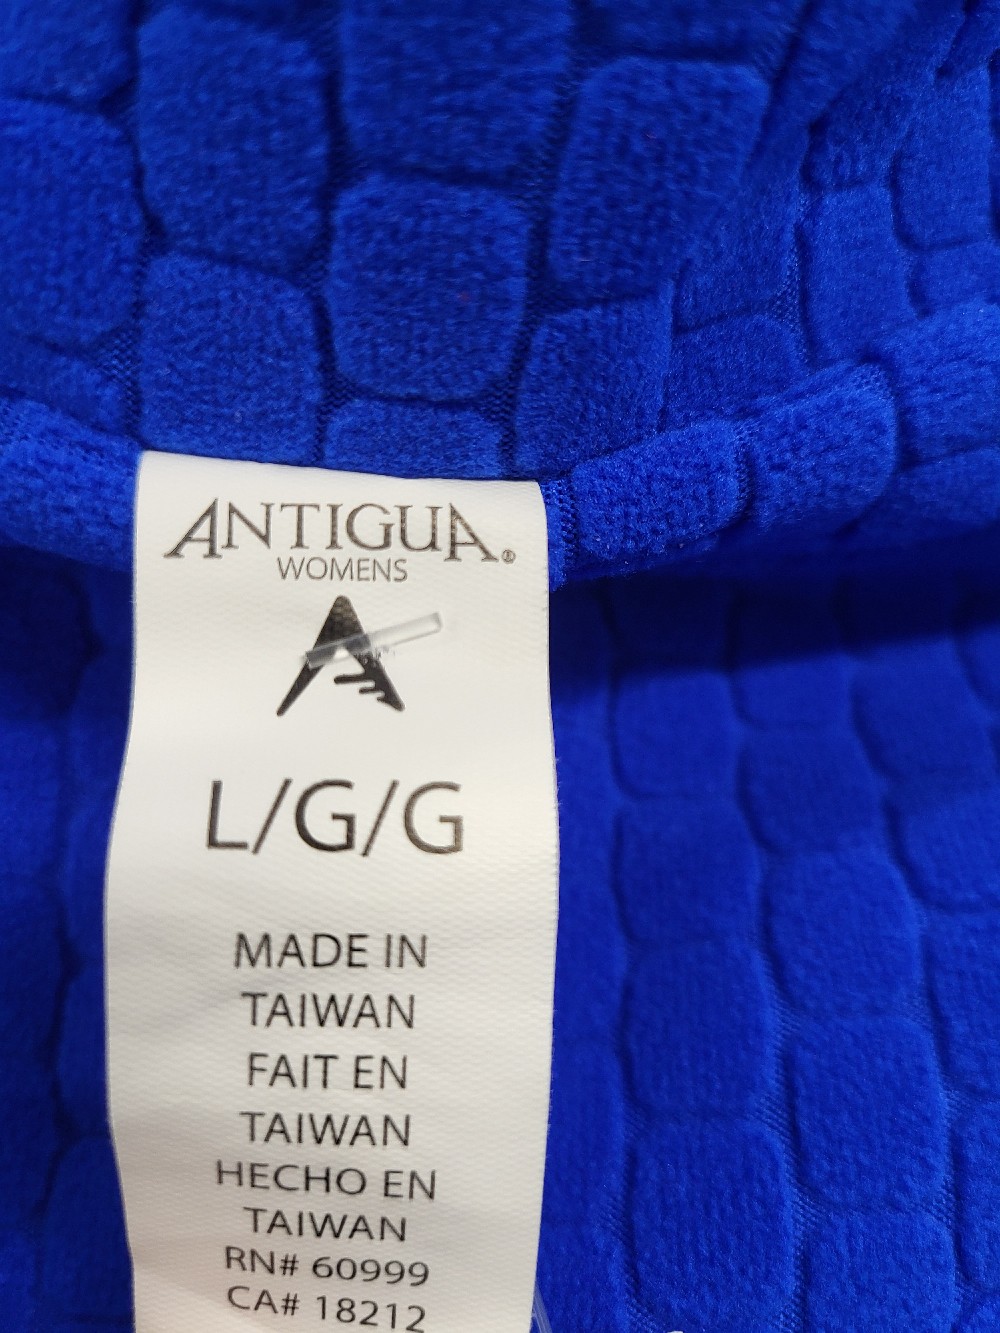 ANTIGUA®
WOMENS
L/G/G
MADE IN
TAIWAN
FAIT EN
TAIWAN
HECHO EN
TAIWAN
RN# 60999
CA# 18212